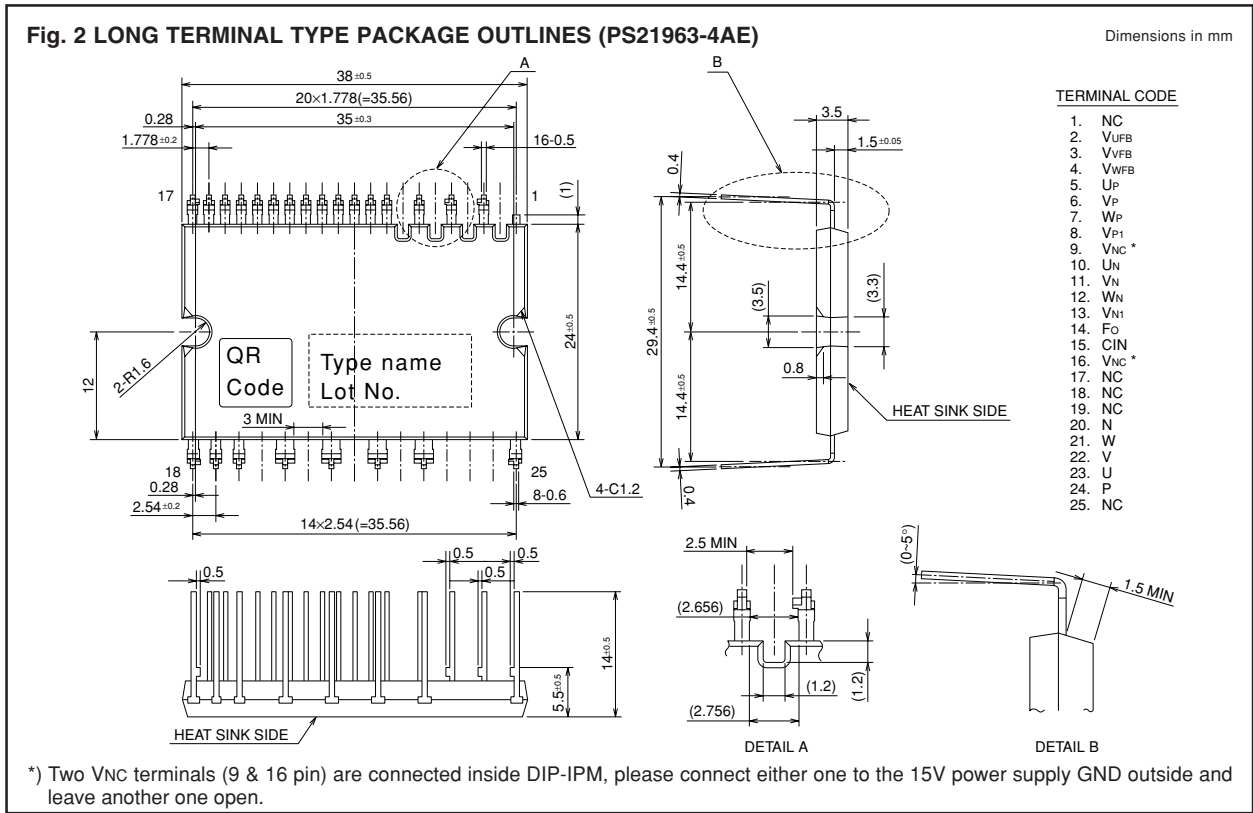 Fig. 2 LONG TERMINAL TYPE PACKAGE OUTLINES (PS21963-4AE)
Dimensions in mm
A
B
38 ±0.5
20×1.778(=35.56)
35 ±0.3
0.28
1.778 ±0.2
16-0.5
17
1
(1)
2-R1.6
12
24 ±0.5
QR
Code
Type name
Lot No.
3 MIN
18
25
0.28
2.54 ±0.2
8-0.6
4-C1.2
14×2.54(=35.56)
3.5
1.5 ±0.05
0.4
14.4 ±0.5
29.4 ±0.5
14.4 ±0.5
(3.5)
(3.3)
0.8
HEAT SINK SIDE
0.4
TERMINAL CODE
1. NC
2. VUFB
3. VVFB
4. VWFB
5. UP
6. VP
7. WP
8. VP1
9. VNC *
10. UN
11. VN
12. WN
13. VN1
14. FO
15. CIN
16. VNC *
17. NC
18. NC
19. NC
20. N
21. W
22. V
23. U
24. P
25. NC
0.5
0.5
0.5
0.5
14 ±0.5
5.5 ±0.5
HEAT SINK SIDE
2.5 MIN
(2.656)
(1.2)
(1.2)
(2.756)
DETAIL A
(0~5°)
1.5 MIN
DETAIL B
*) Two VNC terminals (9 & 16 pin) are connected inside DIP-IPM, please connect either one to the 15V power supply GND outside and
leave another one open.